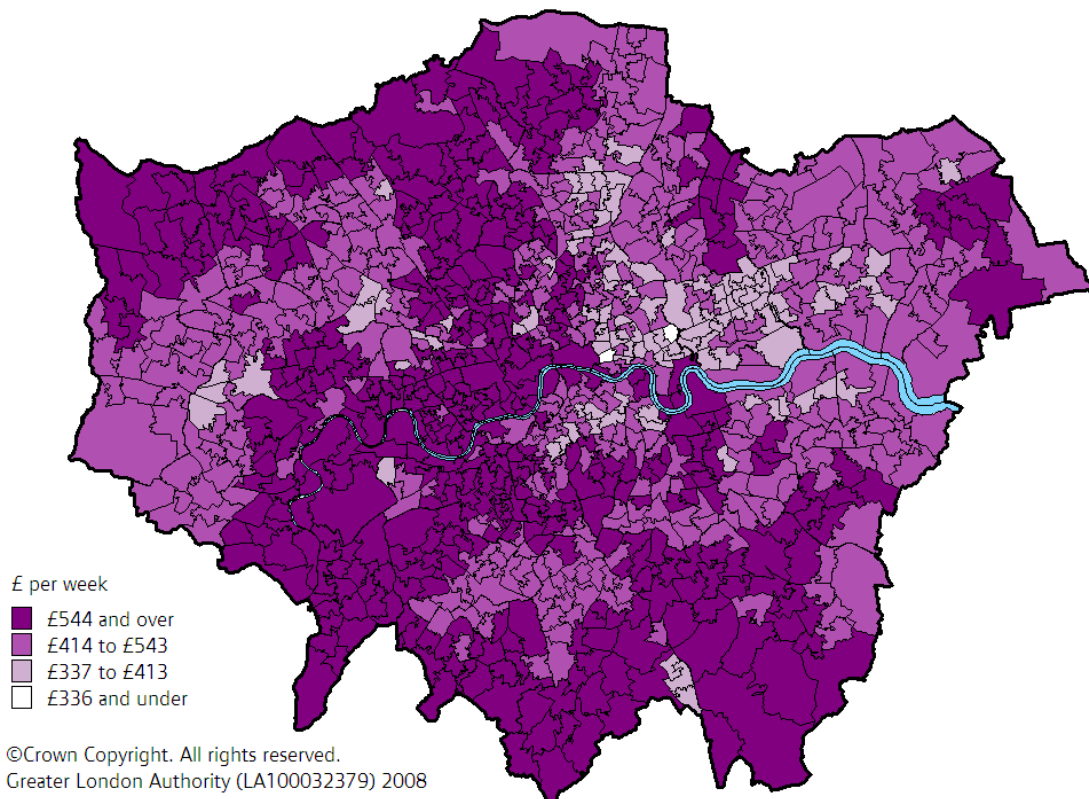 £ per week
£544 and over
£414 to £543
£337 to £413
£336 and under
©Crown Copyright. All rights reserved.
Greater London Authority (LA100032379) 2008